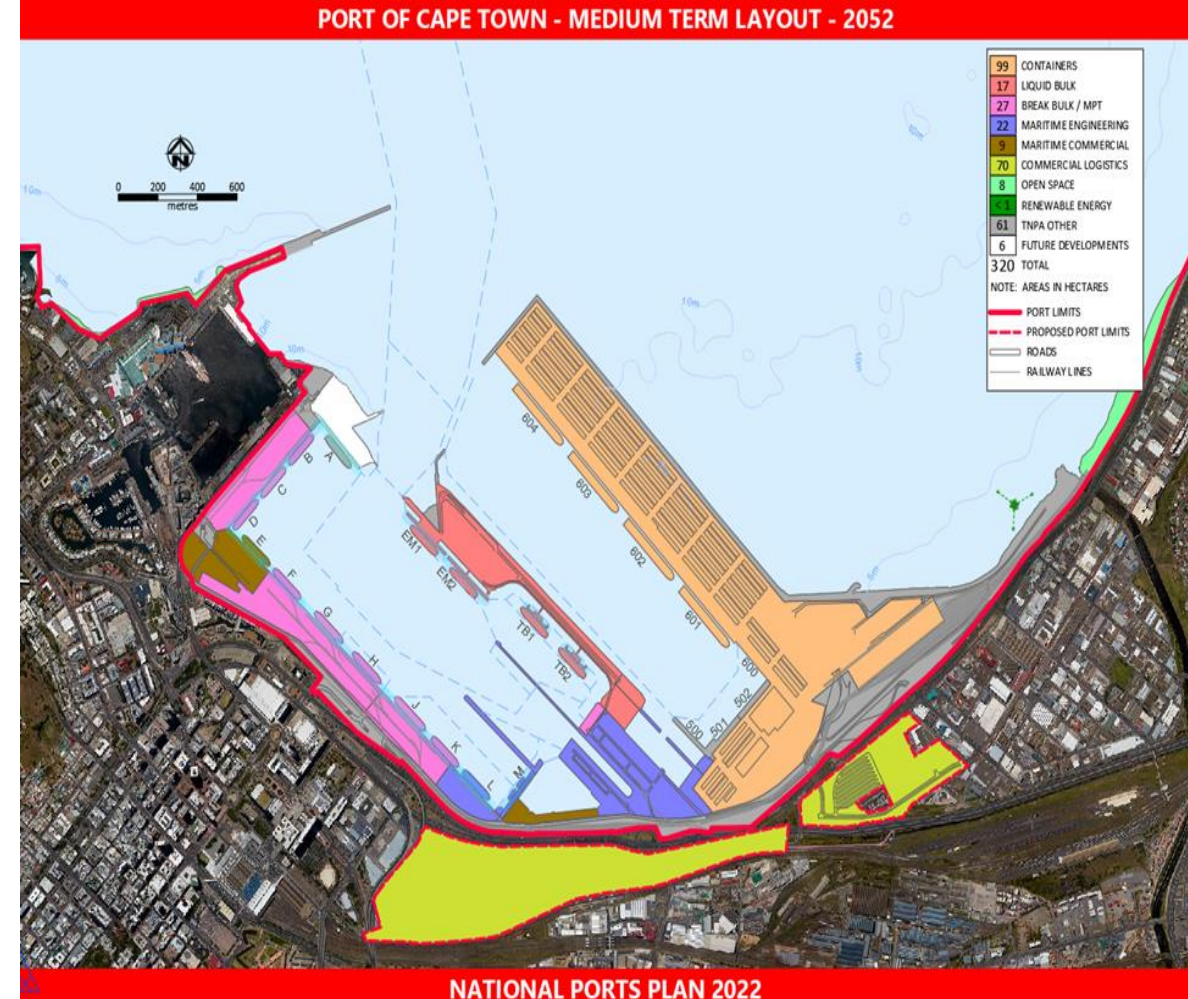 PORT OF CAPE TOWN - MEDIUM TERM LAYOUT - 2052
99 CONTAINERS
17 LIQUID BULK
27 BREAK BULK / MPT
22 MARITIME ENGINEERING
9 MARITIME COMMERCIAL
70 COMMERCIAL LOGISTICS
8 OPEN SPACE
< 1 RENEWABLE ENERGY
61 TNPA OTHER
6 FUTURE DEVELOPMENTS
320 TOTAL
NOTE: AREAS IN HECTARES
PORT LIMITS
PROPOSED PORT LIMITS
ROADS
RAILWAY LINES
N
0 200 400 600
metres
10m
5m
10m
10m
5m
604
603
602
601
600
502
501
500
A
B
C
D
E
F
G
H
J
K
L
M
EM1
EM2
TB1
TB2
NATIONAL PORTS PLAN 2022